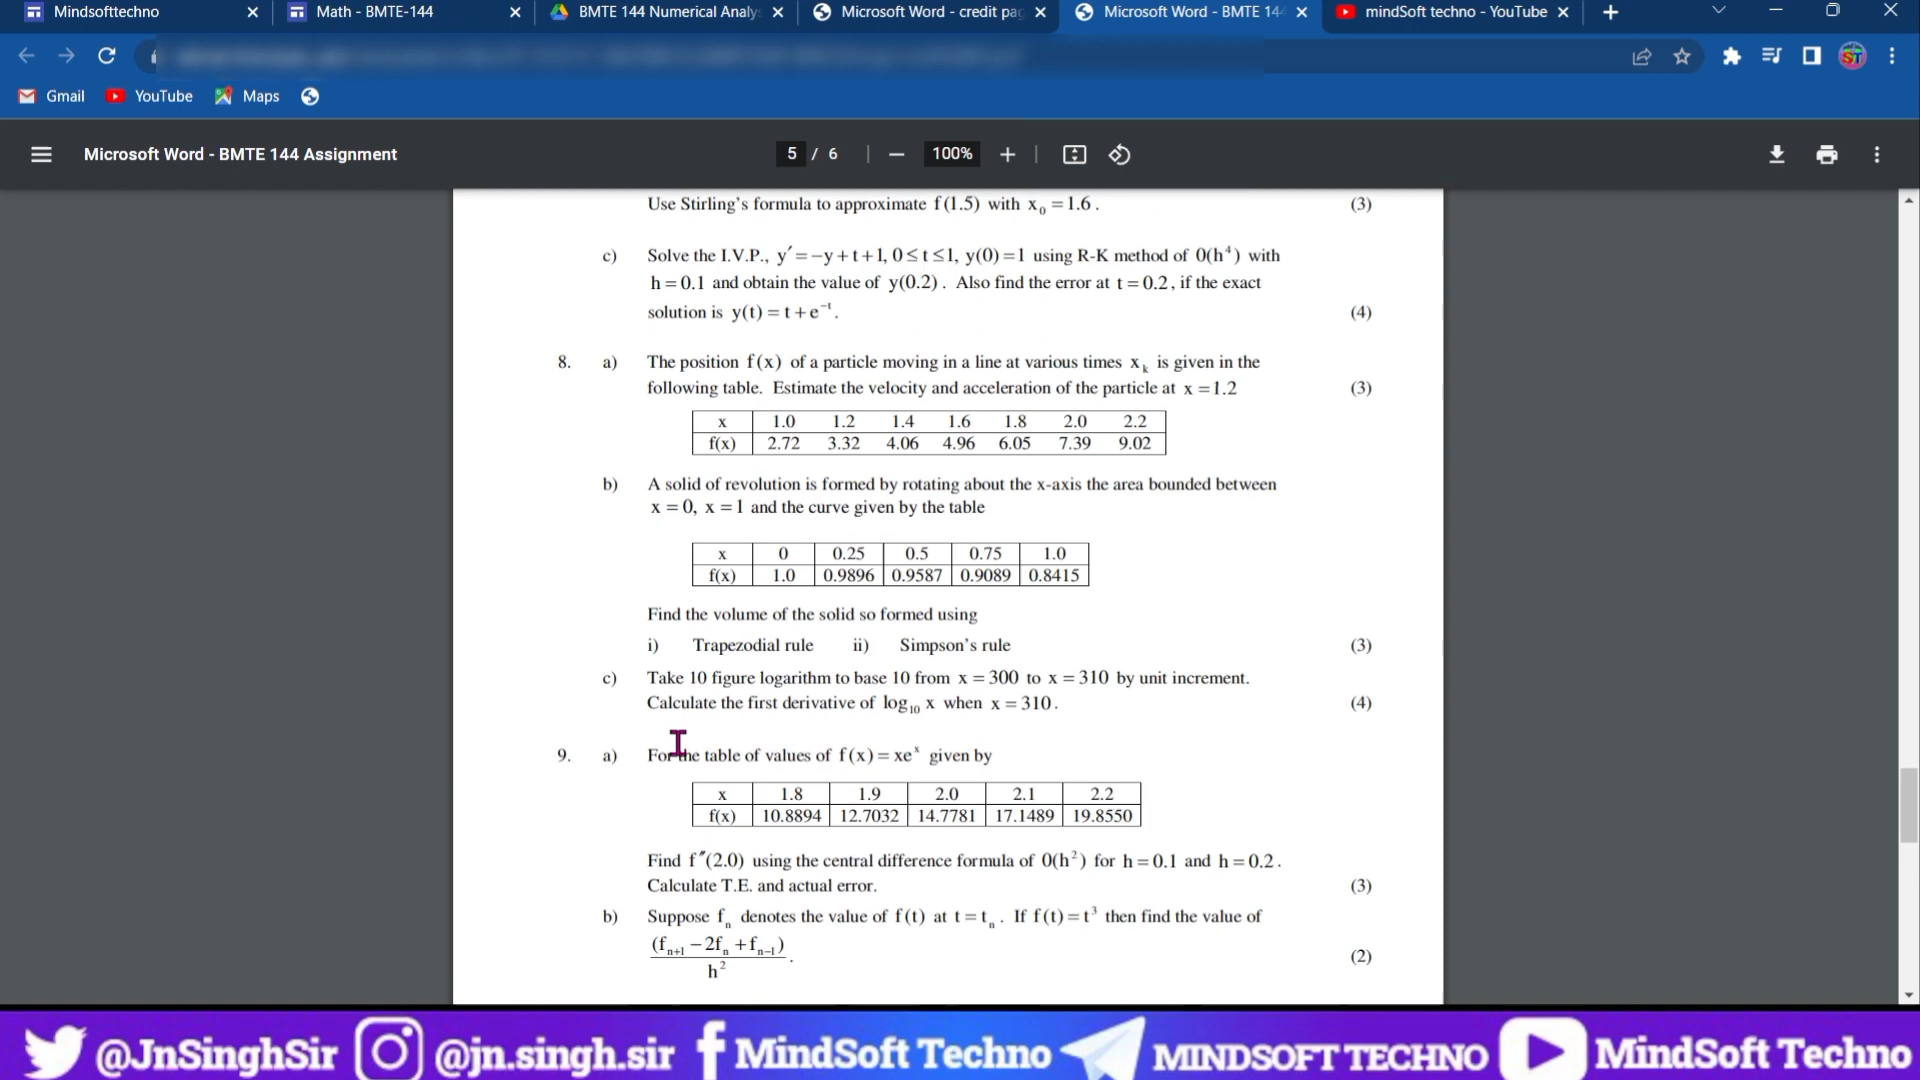 Mindsofttechno
Math - BMTE-144
BMTE 144 Numerical Analy
Microsoft Word - credit pag
Microsoft Word - BMTE 14
mindSoft techno - YouTube
Gmail
YouTube
Maps
Microsoft Word - BMTE 144 Assignment
5 / 6
100%
Use Stirling's formula to approximate f(1.5) with x₀ = 1.6. (3)
c) Solve the I.V.P., y′ = −y + t + 1, 0 ≤ t ≤ 1, y(0) = 1 using R-K method of 0(h⁴) with
h = 0.1 and obtain the value of y(0.2). Also find the error at t = 0.2, if the exact
solution is y(t) = t + e⁻ᵗ. (4)
8. a) The position f(x) of a particle moving in a line at various times xₖ is given in the
following table. Estimate the velocity and acceleration of the particle at x = 1.2 (3)
x 1.0 1.2 1.4 1.6 1.8 2.0 2.2
f(x) 2.72 3.32 4.06 4.96 6.05 7.39 9.02
b) A solid of revolution is formed by rotating about the x-axis the area bounded between
x = 0, x = 1 and the curve given by the table
x 0 0.25 0.5 0.75 1.0
f(x) 1.0 0.9896 0.9587 0.9089 0.8415
Find the volume of the solid so formed using
i) Trapezodial rule ii) Simpson's rule (3)
c) Take 10 figure logarithm to base 10 from x = 300 to x = 310 by unit increment.
Calculate the first derivative of log₁₀ x when x = 310. (4)
9. a) For the table of values of f(x) = xeˣ given by
x 1.8 1.9 2.0 2.1 2.2
f(x) 10.8894 12.7032 14.7781 17.1489 19.8550
Find f″(2.0) using the central difference formula of 0(h²) for h = 0.1 and h = 0.2.
Calculate T.E. and actual error. (3)
b) Suppose fₙ denotes the value of f(t) at t = tₙ. If f(t) = t³ then find the value of
(fₙ₊₁ − 2fₙ + fₙ₋₁)
h² . (2)
@JnSinghSir @jn.singh.sir MindSoft Techno MINDSOFT TECHNO MindSoft Techno